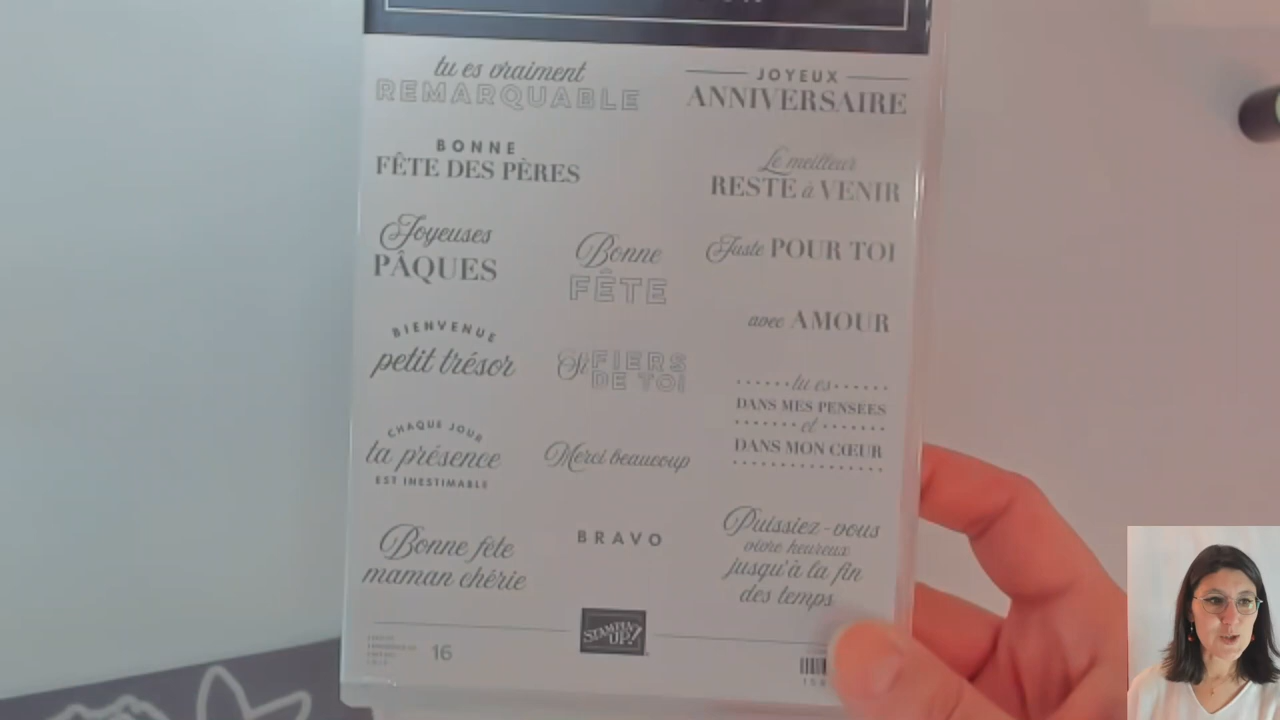 tu es vraiment
REMARQUABLE
JOYEUX
ANNIVERSAIRE
BONNE
FÊTE DES PÈRES
Le meilleur
RESTE à VENIR
Joyeuses
PÂQUES
Bonne
FÊTE
Juste POUR TOI
avec AMOUR
BIENVENUE
petit trésor
Si FIERS
DE TOI
tu es
DANS MES PENSÉES
et
DANS MON CŒUR
CHAQUE JOUR
ta présence
EST INESTIMABLE
Merci beaucoup
Bonne fête
maman chérie
BRAVO
Puissiez-vous
vivre heureux
jusqu'à la fin
des temps
STAMPIN'
UP!
16